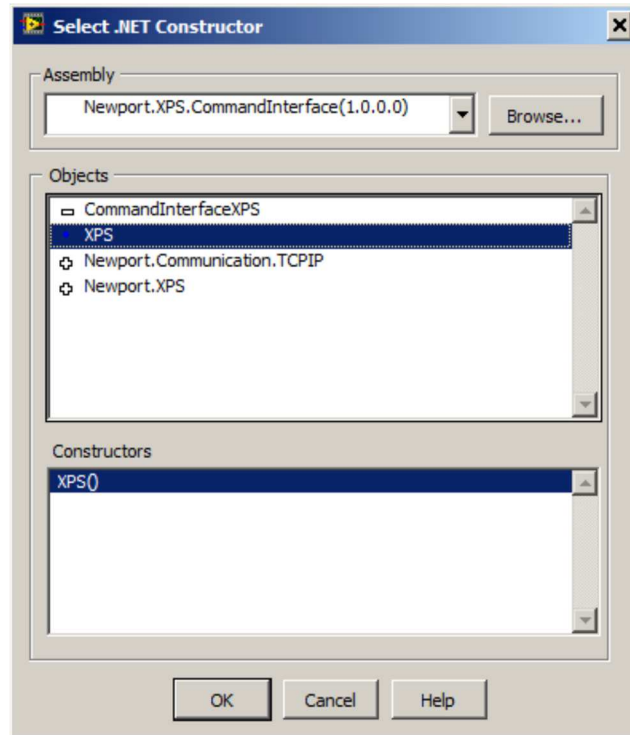 Select .NET Constructor
Assembly
Newport.XPS.CommandInterface(1.0.0.0)
Browse...
Objects
CommandInterfaceXPS
XPS
Newport.Communication.TCPIP
Newport.XPS
Constructors
XPS()
OK
Cancel
Help